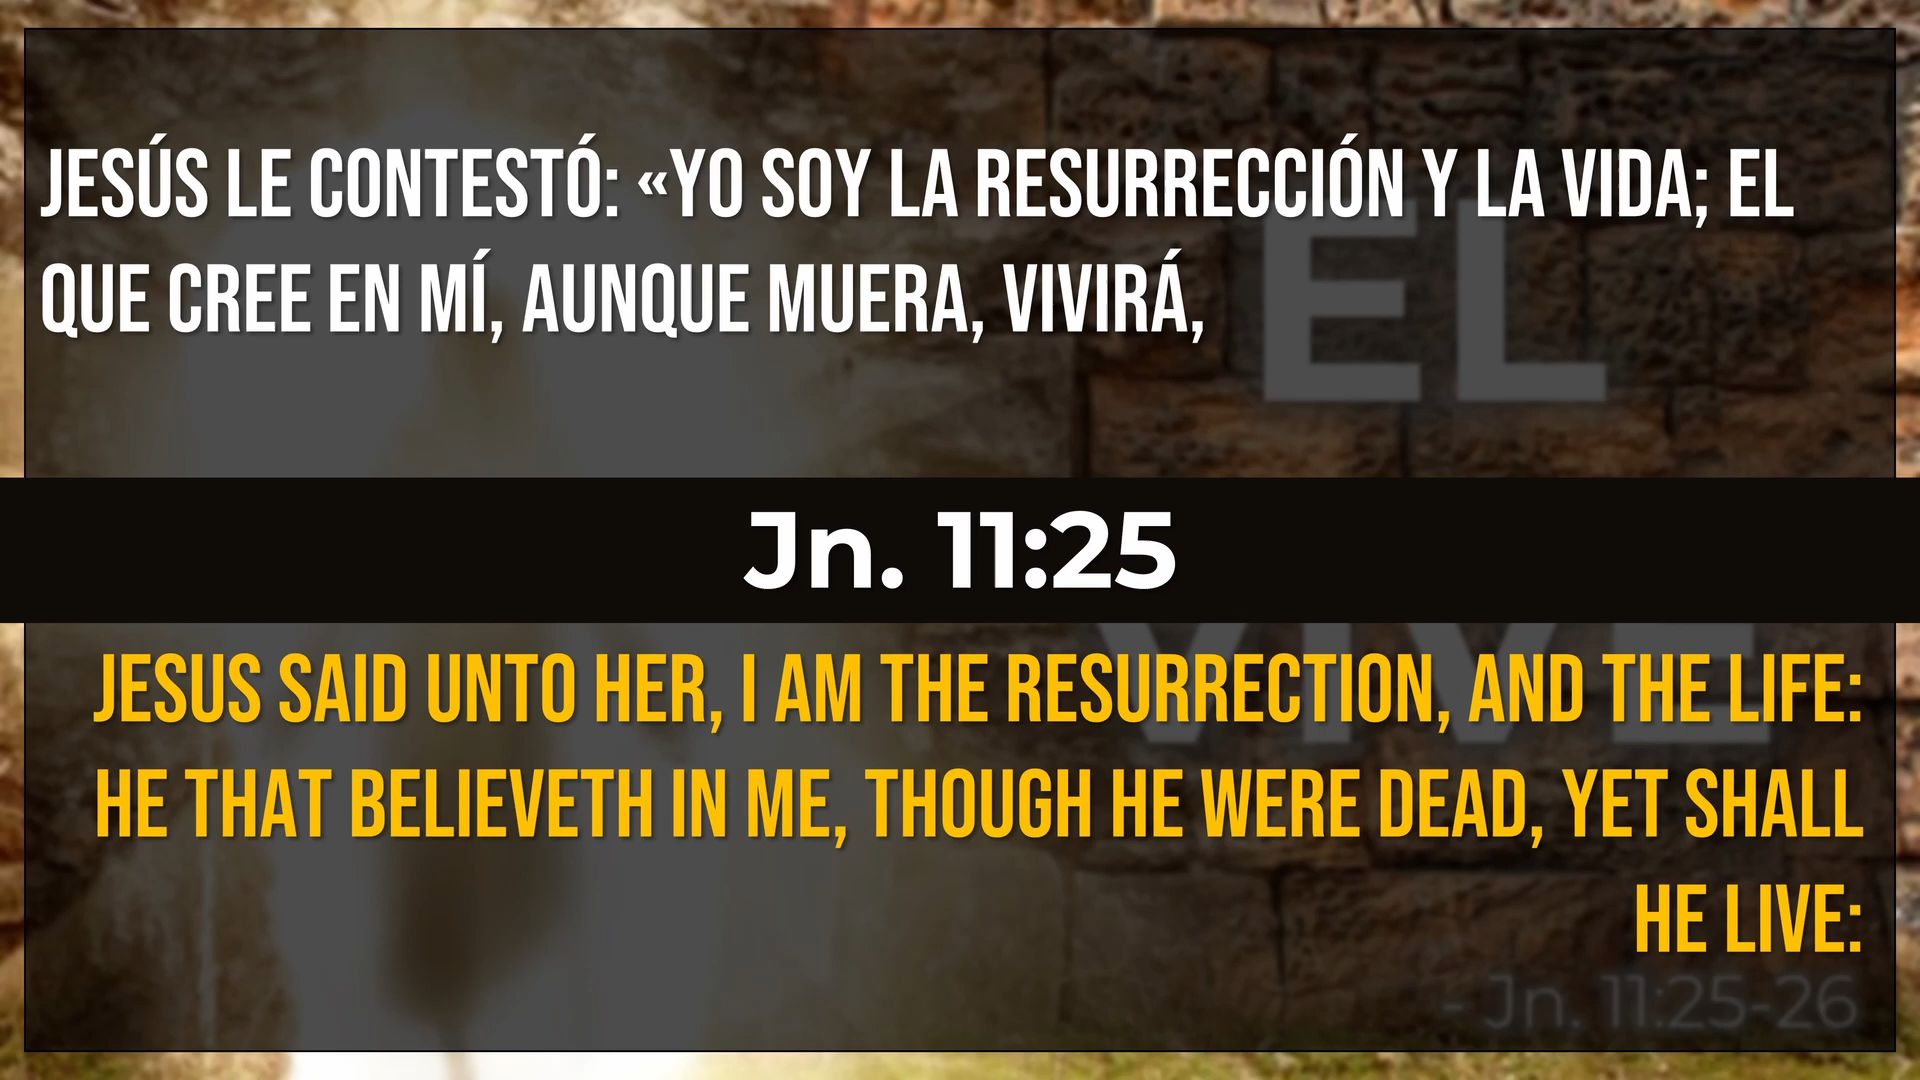 JESÚS LE CONTESTÓ: «YO SOY LA RESURRECCIÓN Y LA VIDA; EL
QUE CREE EN MÍ, AUNQUE MUERA, VIVIRÁ,
EL
Jn. 11:25
VIVE
JESUS SAID UNTO HER, I AM THE RESURRECTION, AND THE LIFE:
HE THAT BELIEVETH IN ME, THOUGH HE WERE DEAD, YET SHALL
HE LIVE:
- Jn. 11:25-26